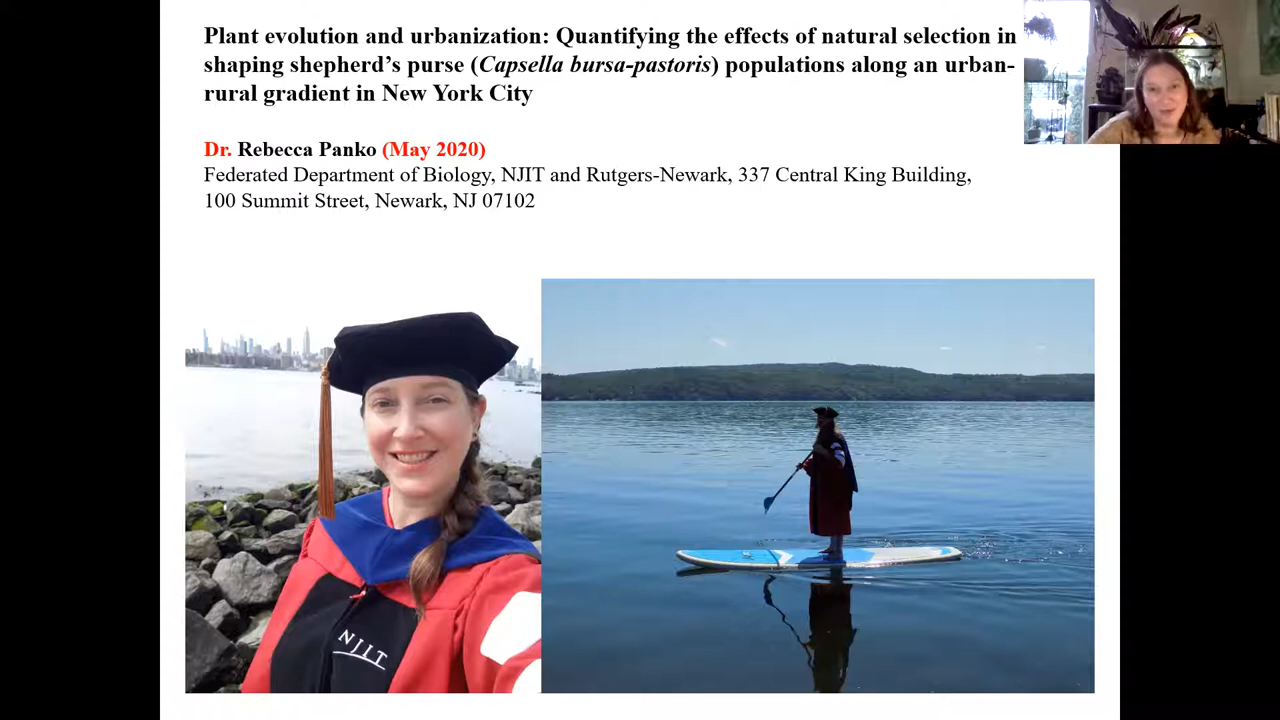 Plant evolution and urbanization: Quantifying the effects of natural selection in
shaping shepherd’s purse (Capsella bursa-pastoris) populations along an urban-
rural gradient in New York City
Dr. Rebecca Panko (May 2020)
Federated Department of Biology, NJIT and Rutgers-Newark, 337 Central King Building,
100 Summit Street, Newark, NJ 07102
NJIT